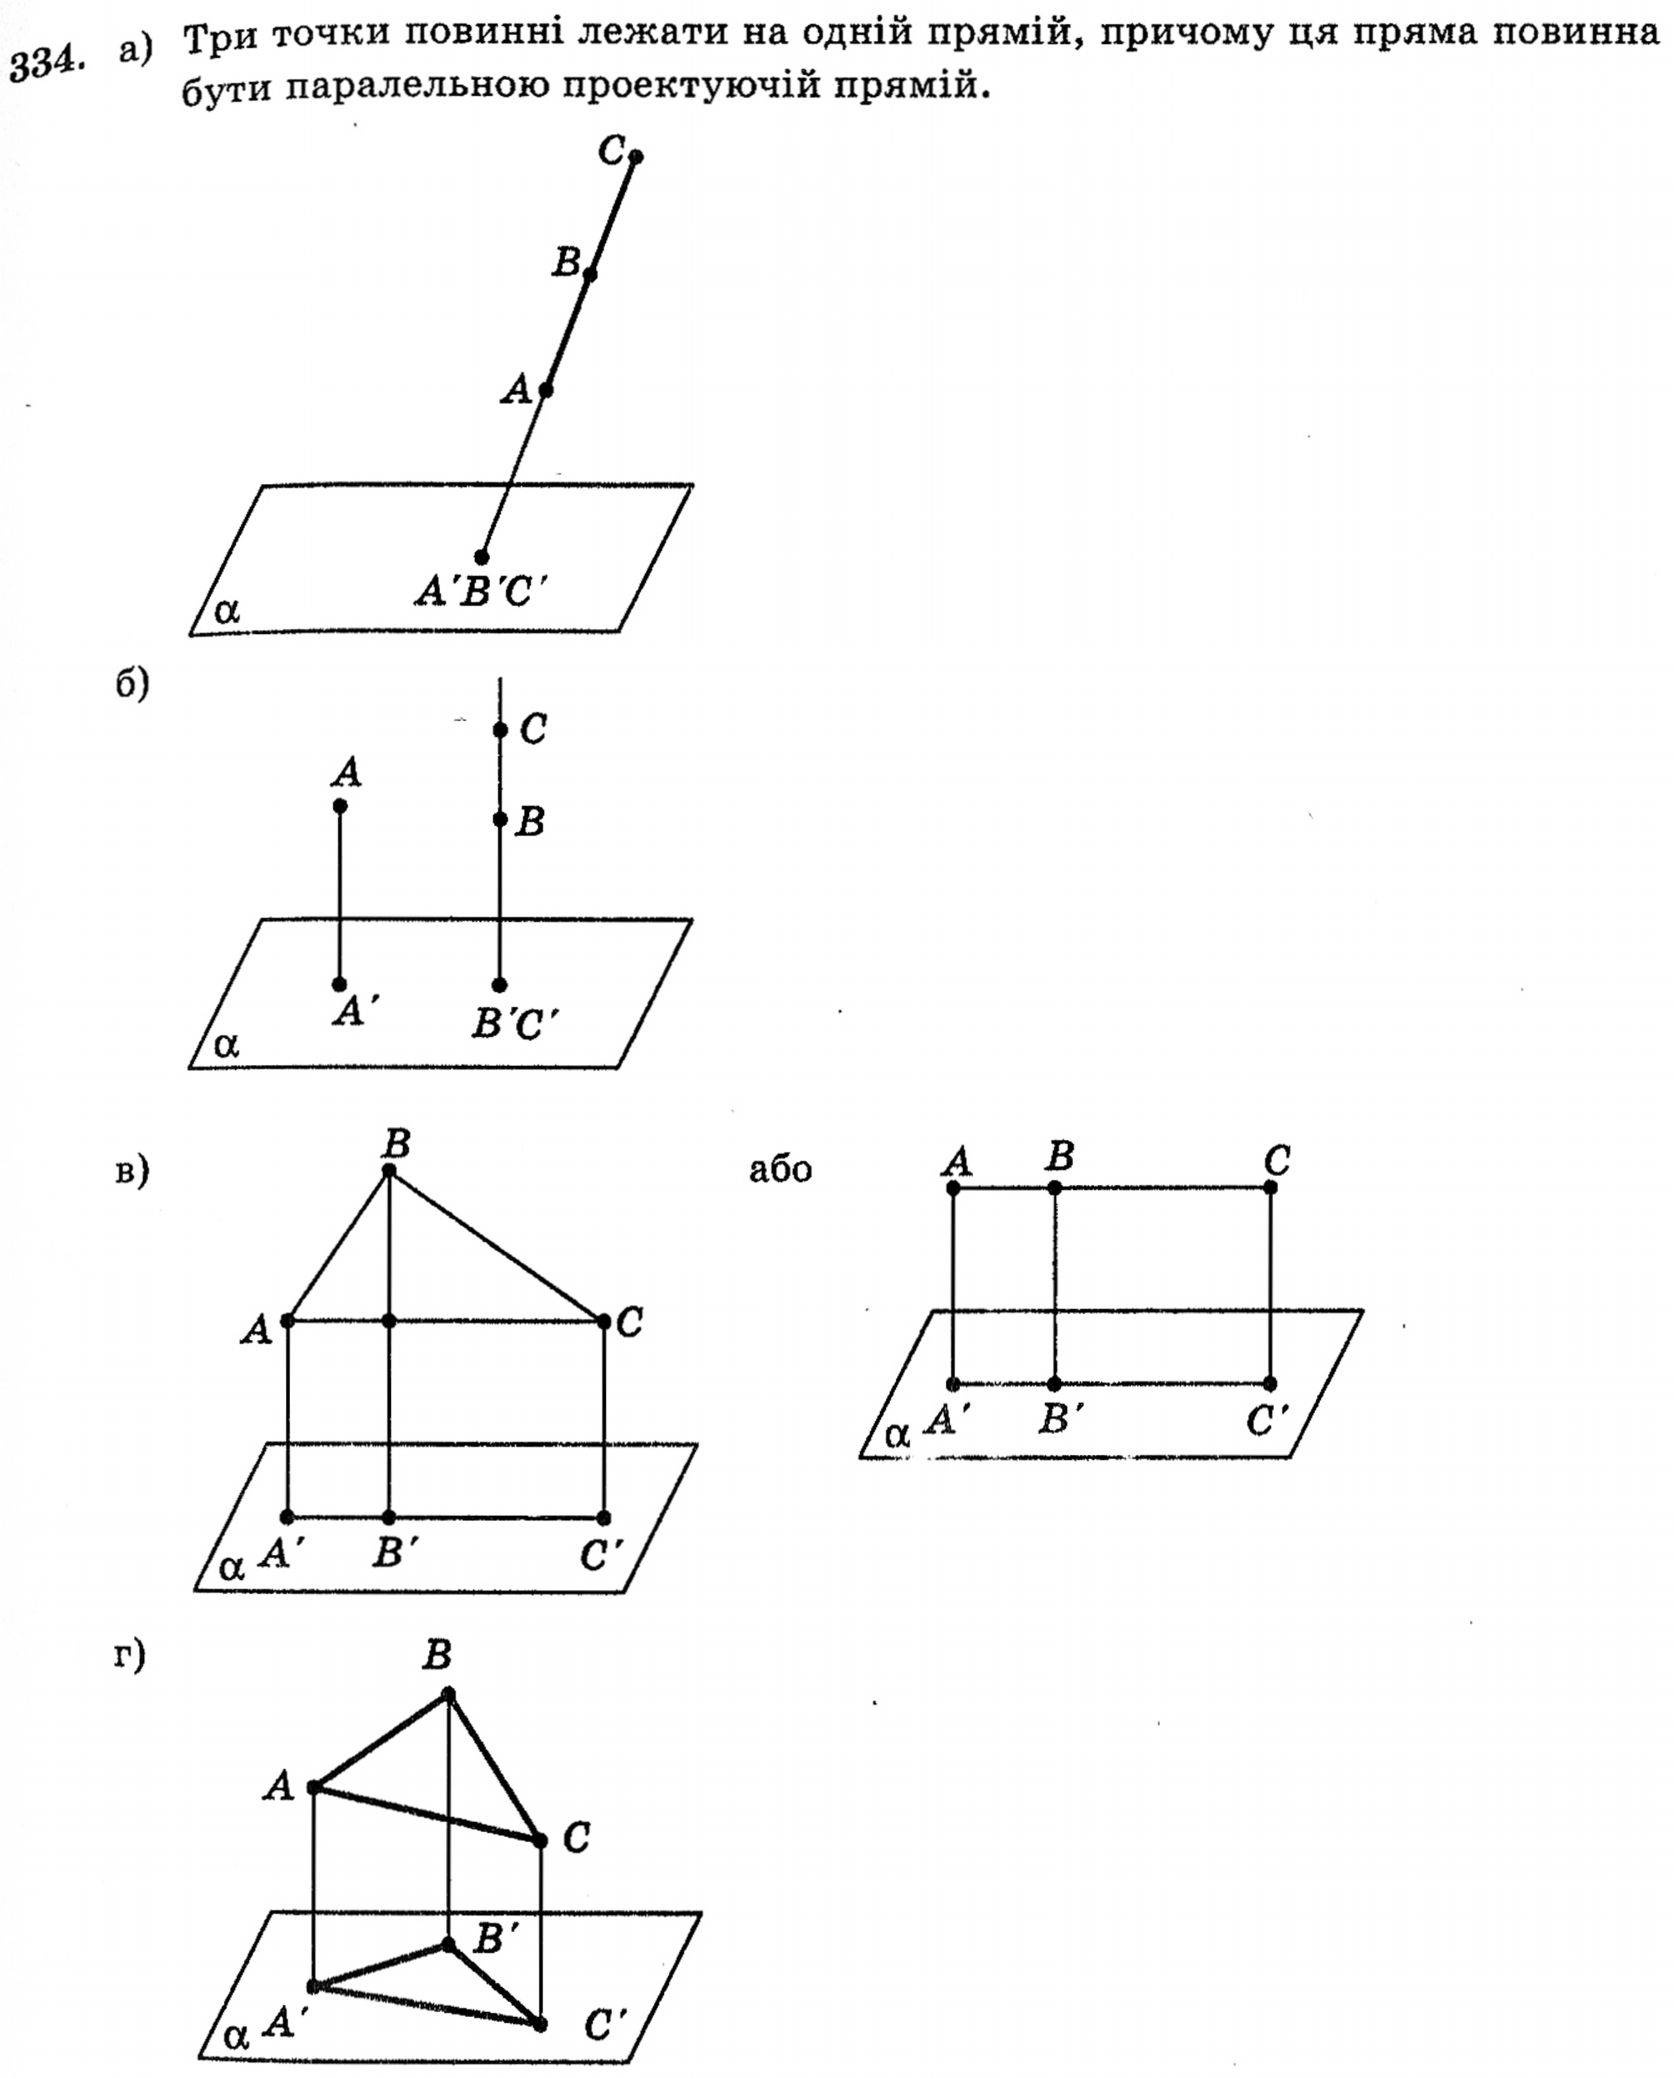 334. а) Три точки повинні лежати на одній прямій, причому ця пряма повинна
бути паралельною проектуючій прямій.
C
B
A
A′B′C′
α
б)
C
A
B
A′
B′C′
α
в)
B
A
C
A′ B′ C′
α
або
A B C
A′ B′ C′
α
г)
B
A
C
B′
A′
C′
α